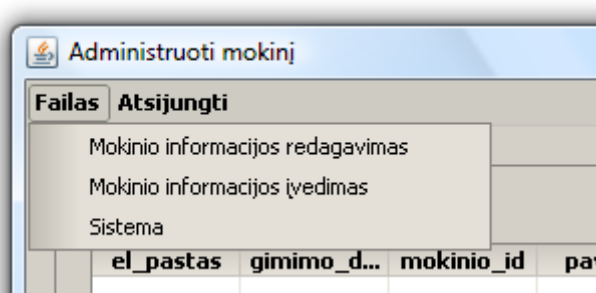 Administruoti mokinį
Failas Atsijungti
Mokinio informacijos redagavimas
Mokinio informacijos įvedimas
Sistema
el_pastas gimimo_d... mokinio_id